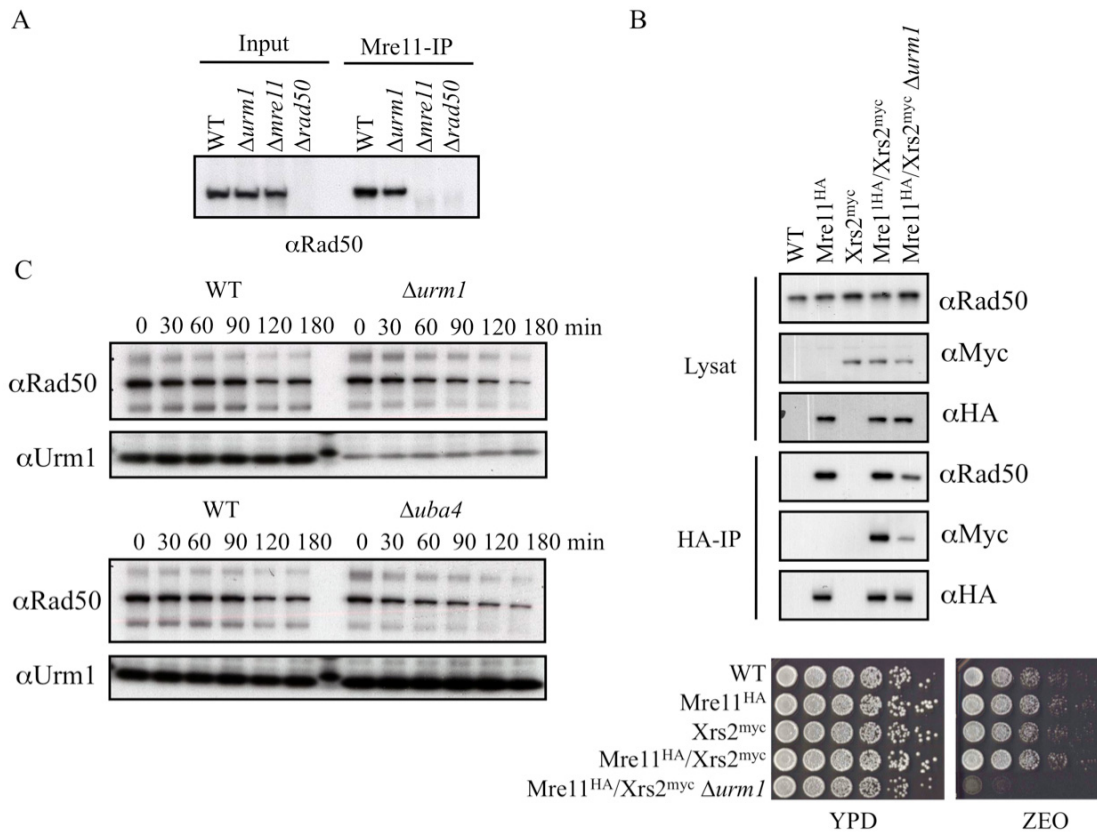 A
Input
Mre11-IP
WT
Δurm1
Δmre11
Δrad50
WT
Δurm1
Δmre11
Δrad50
αRad50
B
WT
Mre11HA
Xrs2myc
Mre11HA/Xrs2myc
Mre11HA/Xrs2myc Δurm1
Lysat
αRad50
αMyc
αHA
HA-IP
αRad50
αMyc
αHA
WT
Mre11HA
Xrs2myc
Mre11HA/Xrs2myc
Mre11HA/Xrs2myc Δurm1
YPD
ZEO
C
WT
Δurm1
0 30 60 90 120 180 0 30 60 90 120 180 min
αRad50
αUrm1
WT
Δuba4
0 30 60 90 120 180 0 30 60 90 120 180 min
αRad50
αUrm1